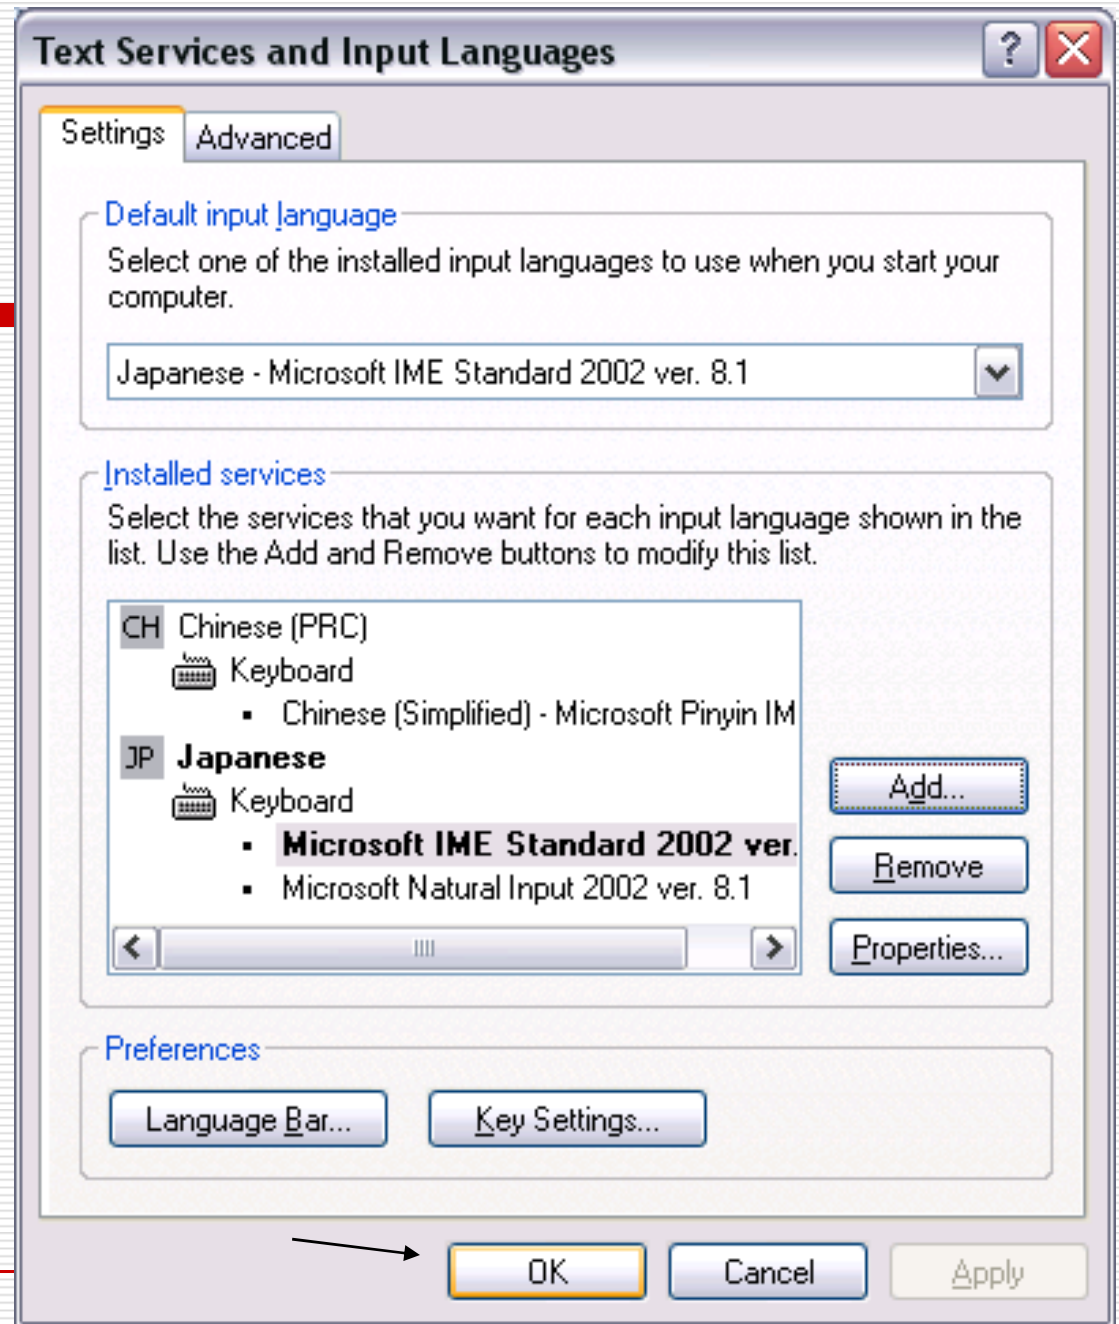 Text Services and Input Languages
?
Settings
Advanced
Default input language
Select one of the installed input languages to use when you start your
computer.
Japanese - Microsoft IME Standard 2002 ver. 8.1
Installed services
Select the services that you want for each input language shown in the
list. Use the Add and Remove buttons to modify this list.
CH Chinese (PRC)
Keyboard
▪ Chinese (Simplified) - Microsoft Pinyin IM
JP Japanese
Keyboard
▪ Microsoft IME Standard 2002 ver.
▪ Microsoft Natural Input 2002 ver. 8.1
Add...
Remove
Properties...
Preferences
Language Bar...
Key Settings...
OK
Cancel
Apply